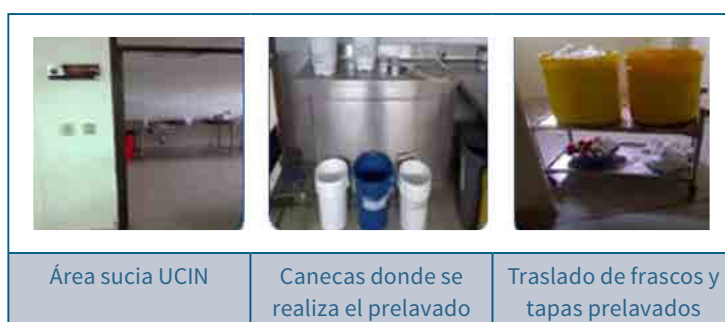 Área sucia UCIN
Canecas donde se
realiza el prelavado
Traslado de frascos y
tapas prelavados